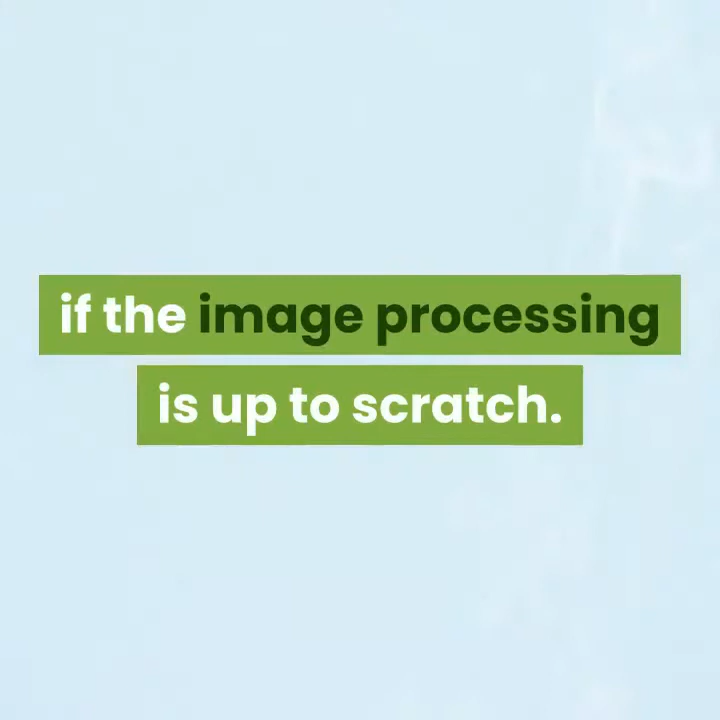 if the image processing
is up to scratch.